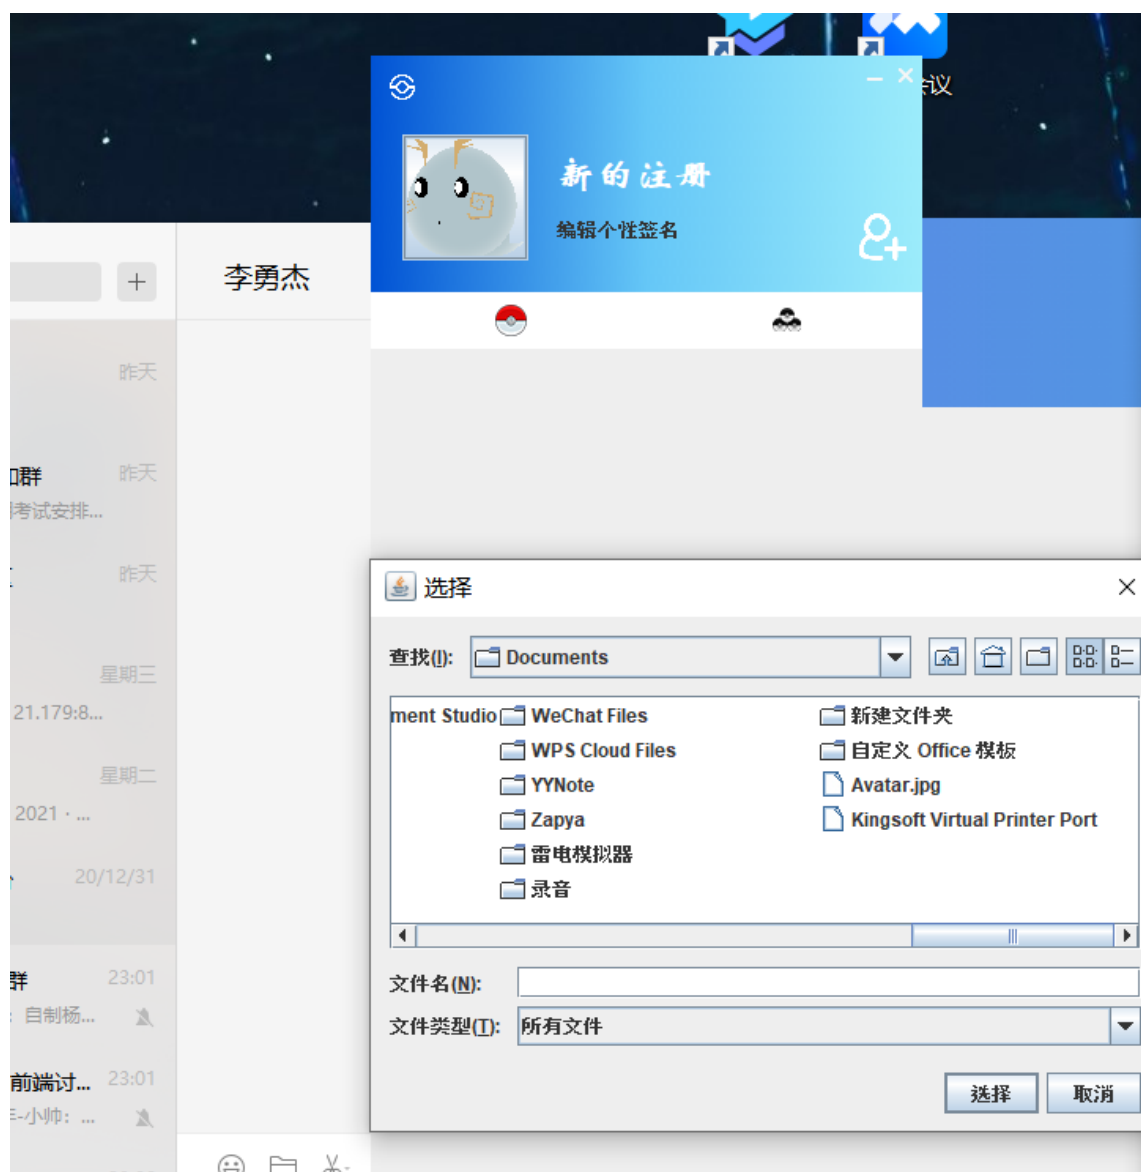 会议
新的注册
编辑个性签名
李勇杰
昨天
群
昨天
考试安排...
昨天
星期三
21.179:8...
星期二
2021 · ...
20/12/31
群
23:01
: 自制杨...
前端讨...
23:01
-小帅: ...
选择
查找(I):
Documents
ment Studio
WeChat Files
新建文件夹
WPS Cloud Files
自定义 Office 模板
YYNote
Avatar.jpg
Zapya
Kingsoft Virtual Printer Port
雷电模拟器
录音
文件名(N):
文件类型(T):
所有文件
选择
取消